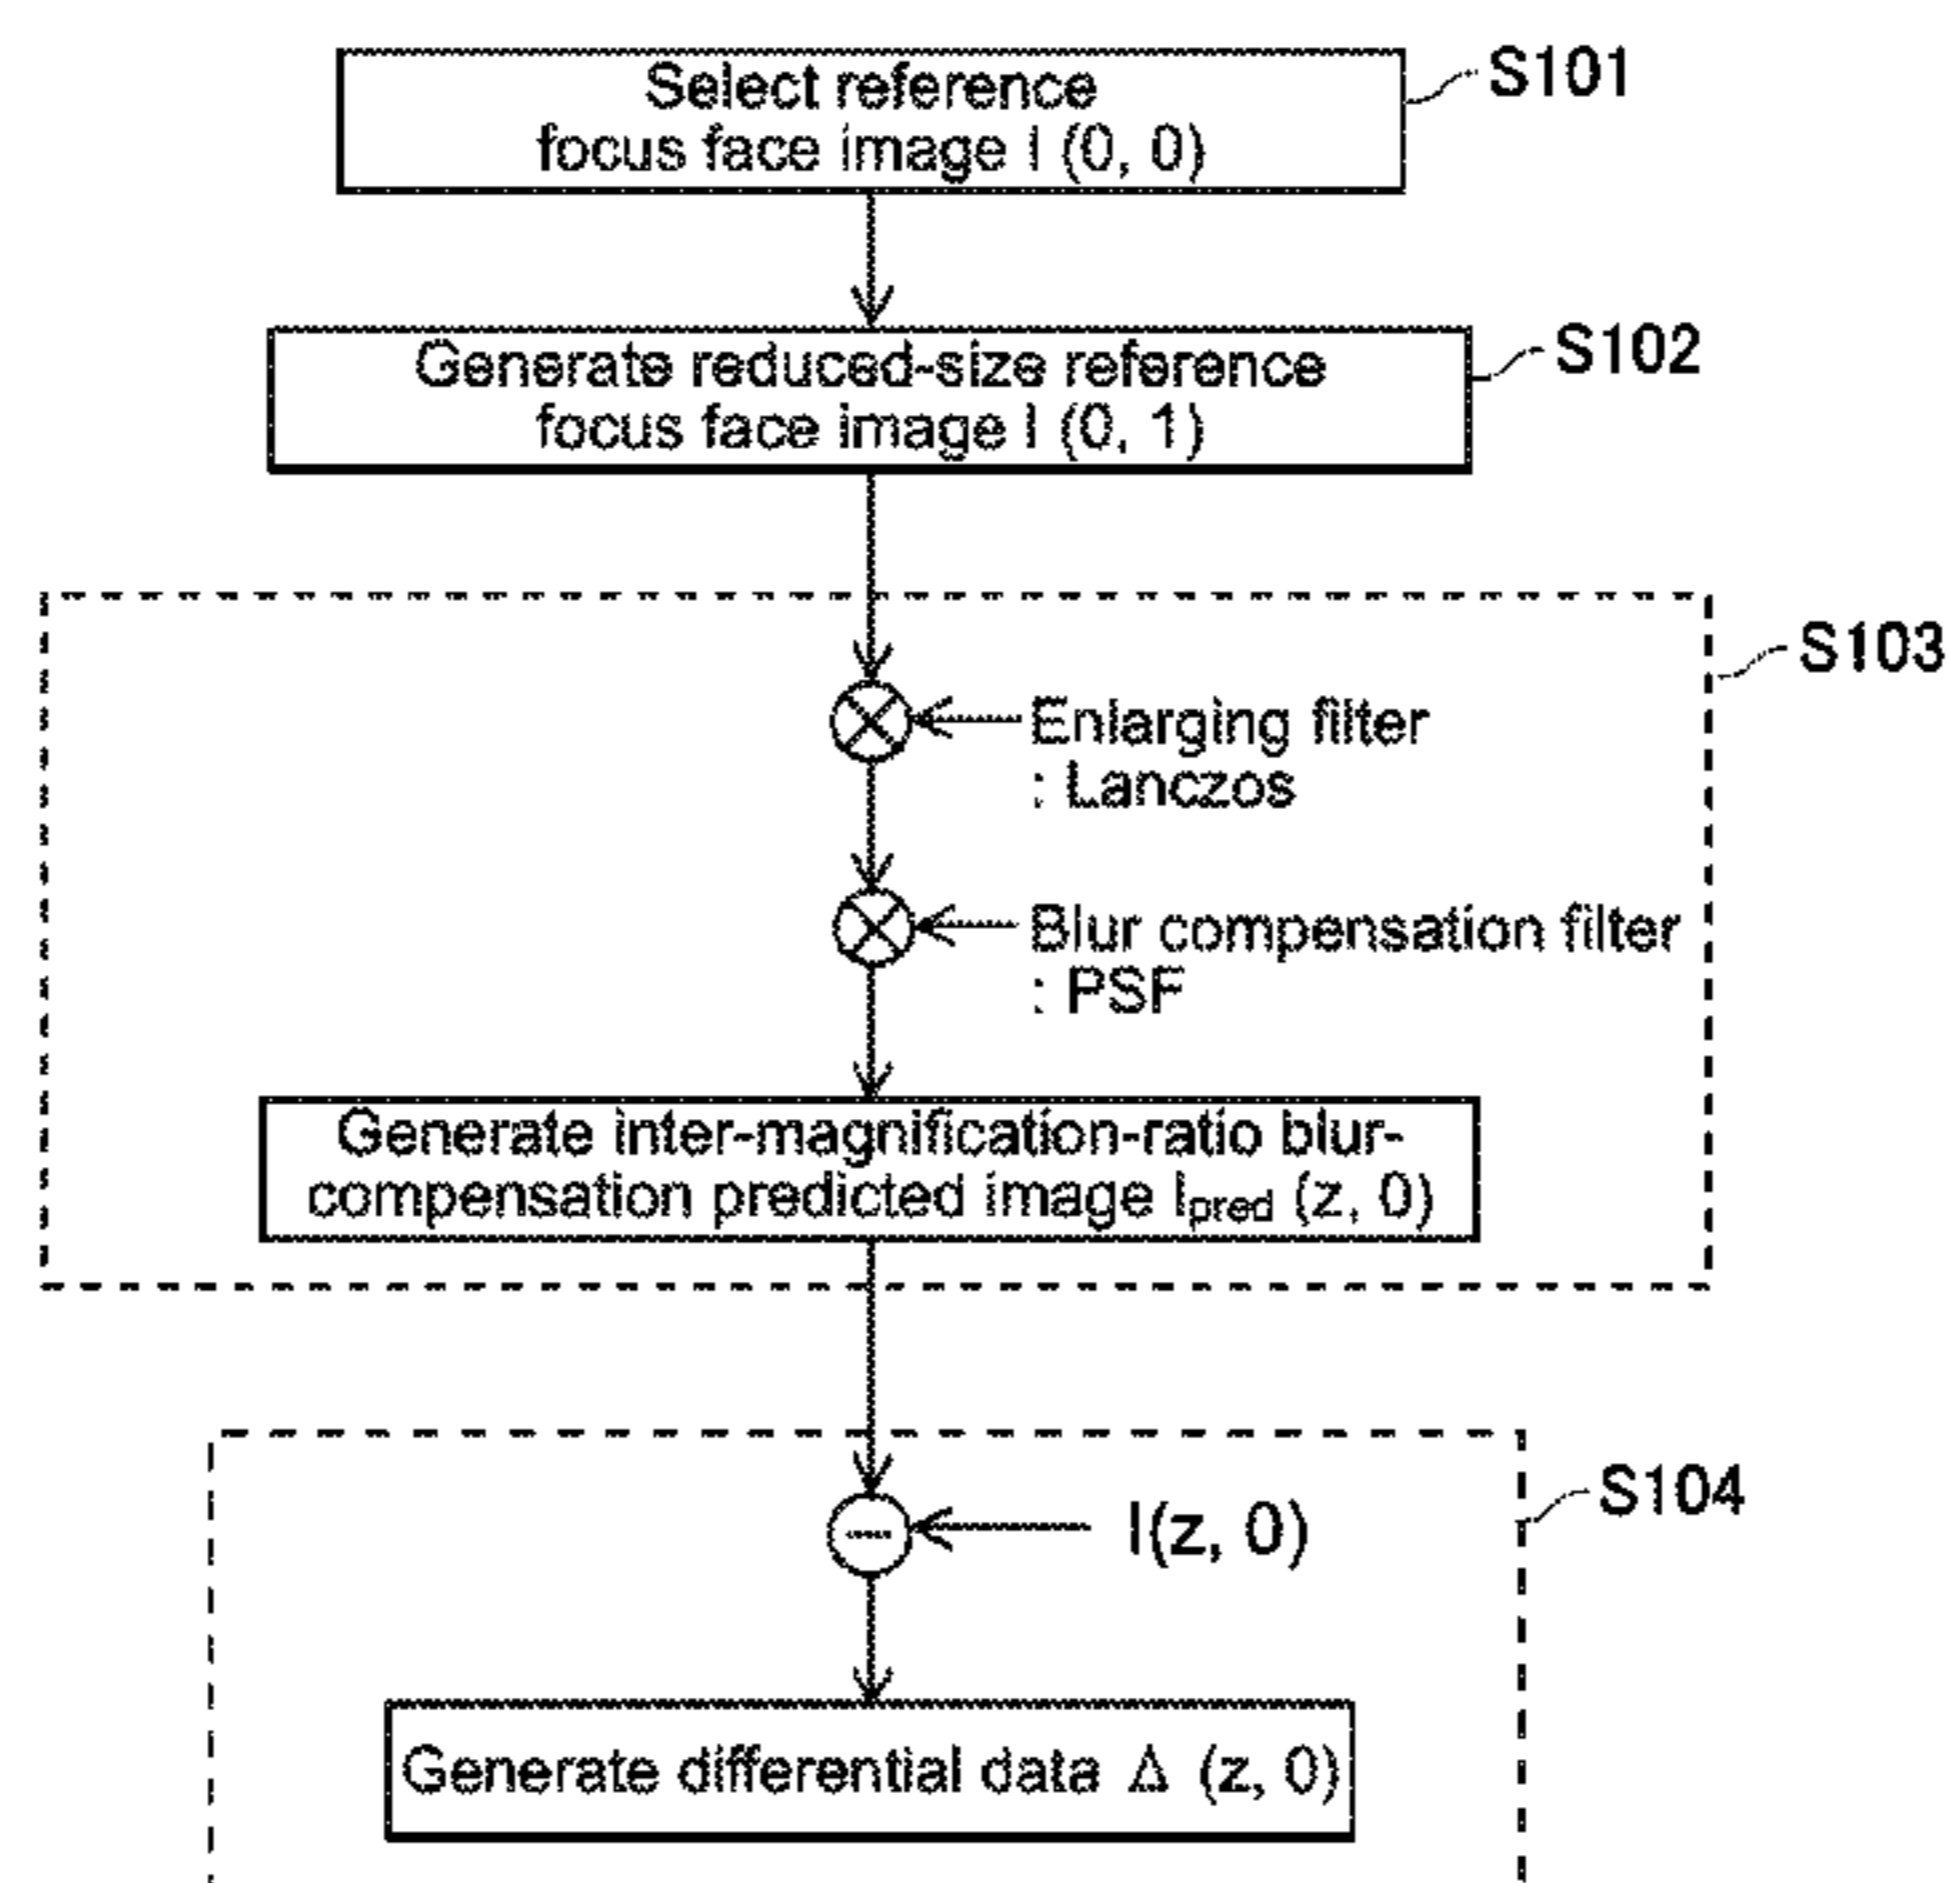 Select reference
focus face image I (0, 0)
S101
Generate reduced-size reference
focus face image I (0, 1)
S102
S103
Enlarging filter
: Lanczos
Blur compensation filter
: PSF
Generate inter-magnification-ratio blur-
compensation predicted image Ipred (z, 0)
S104
I(z, 0)
Generate differential data Δ (z, 0)